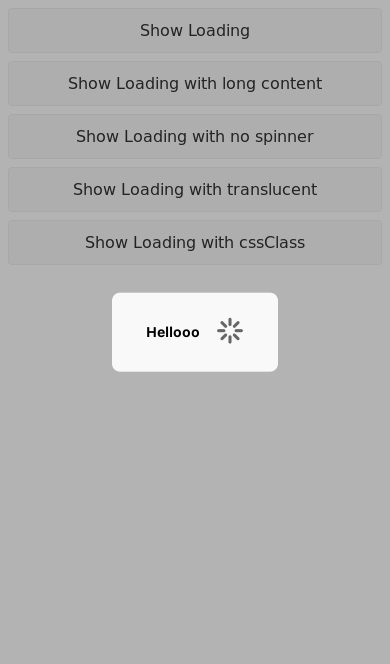 Show Loading
Show Loading with long content
Show Loading with no spinner
Show Loading with translucent
Show Loading with cssClass
Hellooo